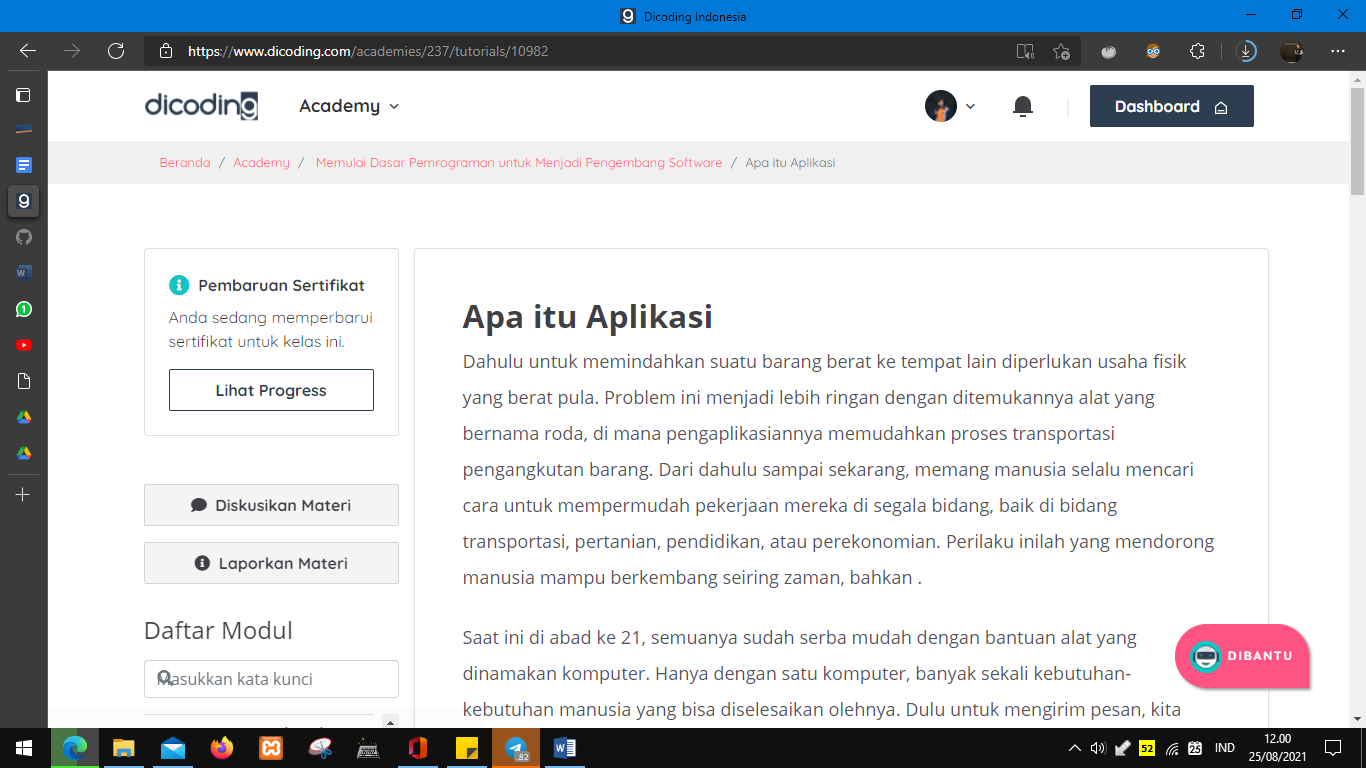 Dicoding Indonesia
https://www.dicoding.com/academies/237/tutorials/10982
dicoding
Academy
Dashboard
Beranda / Academy / Memulai Dasar Pemrograman untuk Menjadi Pengembang Software / Apa itu Aplikasi
Pembaruan Sertifikat
Anda sedang memperbarui
sertifikat untuk kelas ini.
Lihat Progress
Diskusikan Materi
Laporkan Materi
Daftar Modul
Masukkan kata kunci
Apa itu Aplikasi
Dahulu untuk memindahkan suatu barang berat ke tempat lain diperlukan usaha fisik
yang berat pula. Problem ini menjadi lebih ringan dengan ditemukannya alat yang
bernama roda, di mana pengaplikasiannya memudahkan proses transportasi
pengangkutan barang. Dari dahulu sampai sekarang, memang manusia selalu mencari
cara untuk mempermudah pekerjaan mereka di segala bidang, baik di bidang
transportasi, pertanian, pendidikan, atau perekonomian. Perilaku inilah yang mendorong
manusia mampu berkembang seiring zaman, bahkan .
Saat ini di abad ke 21, semuanya sudah serba mudah dengan bantuan alat yang
dinamakan komputer. Hanya dengan satu komputer, banyak sekali kebutuhan-
kebutuhan manusia yang bisa diselesaikan olehnya. Dulu untuk mengirim pesan, kita
DIBANTU
82
52
IND
12.00
25/08/2021